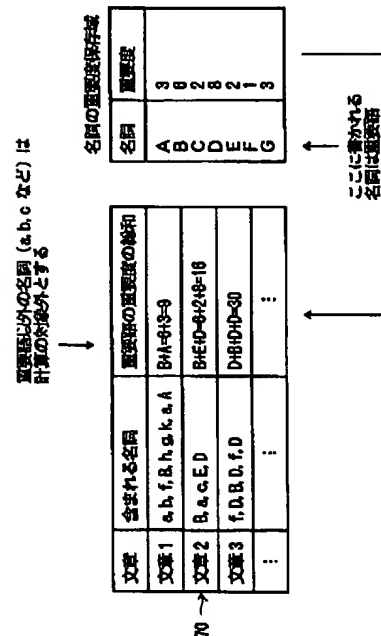 重要語以外の名詞(a,b,c など)は
計算の対象外とする
名詞の重要度保存域
文章 含まれる名詞 重要語の重要度の総和
文章1 a,b,f,B,h,g,k,a,A B+A=6+3=9
文章2 B,a,c,E,D B+E+D=6+2+8=16
文章3 f,D,B,D,f,D D+B+D+D=30
⋮ ⋮ ⋮
70
名詞 重要度
A 3
B 6
C 2
D 8
E 2
F 1
G 3
ここに書かれる
名詞は重要語